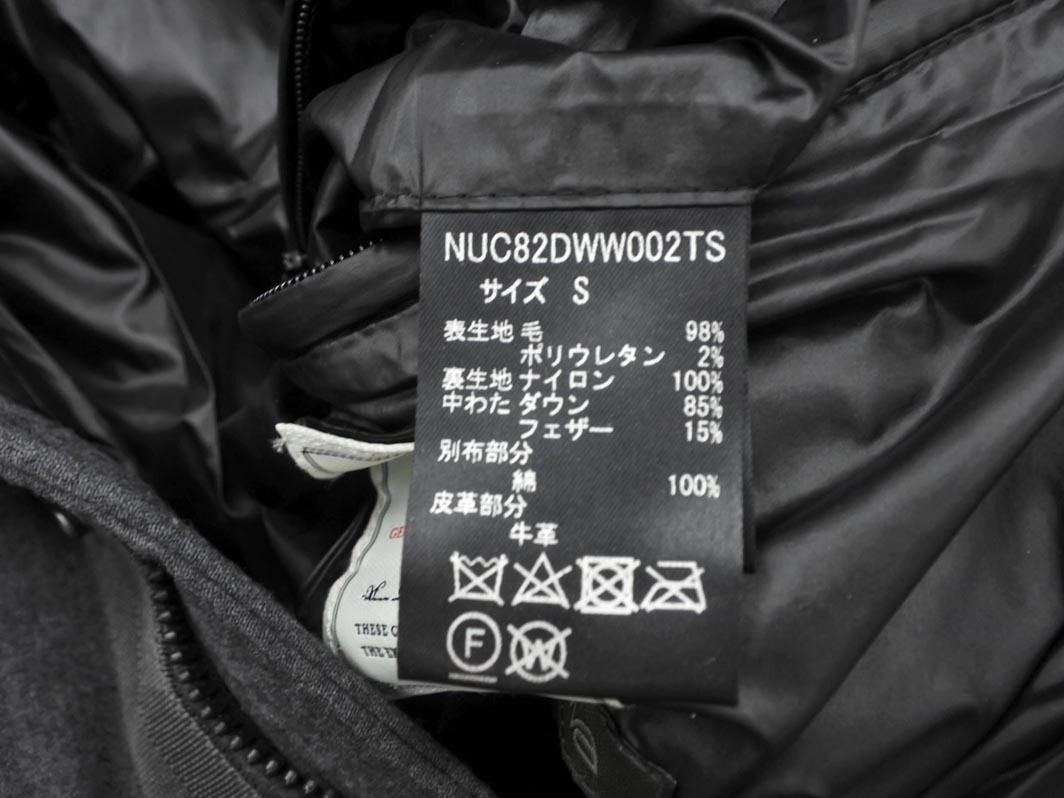 NUC82DWW002TS
サイズ S
表生地 毛 98%
ポリウレタン 2%
裏生地 ナイロン 100%
中わた ダウン 85%
フェザー 15%
別布部分
綿 100%
皮革部分
牛革
F W
THESE
THE